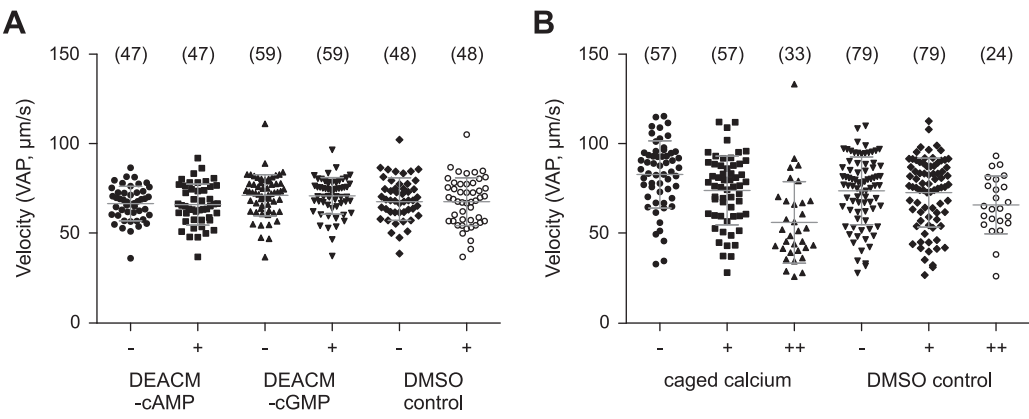 A
B
150
(47) (47) (59) (59) (48) (48)
100
50
0
Velocity (VAP, µm/s)
- + - + - +
DEACM DEACM DMSO
-cAMP -cGMP control
150
(57) (57) (33) (79) (79) (24)
100
50
0
Velocity (VAP, µm/s)
- + ++ - + ++
caged calcium DMSO control